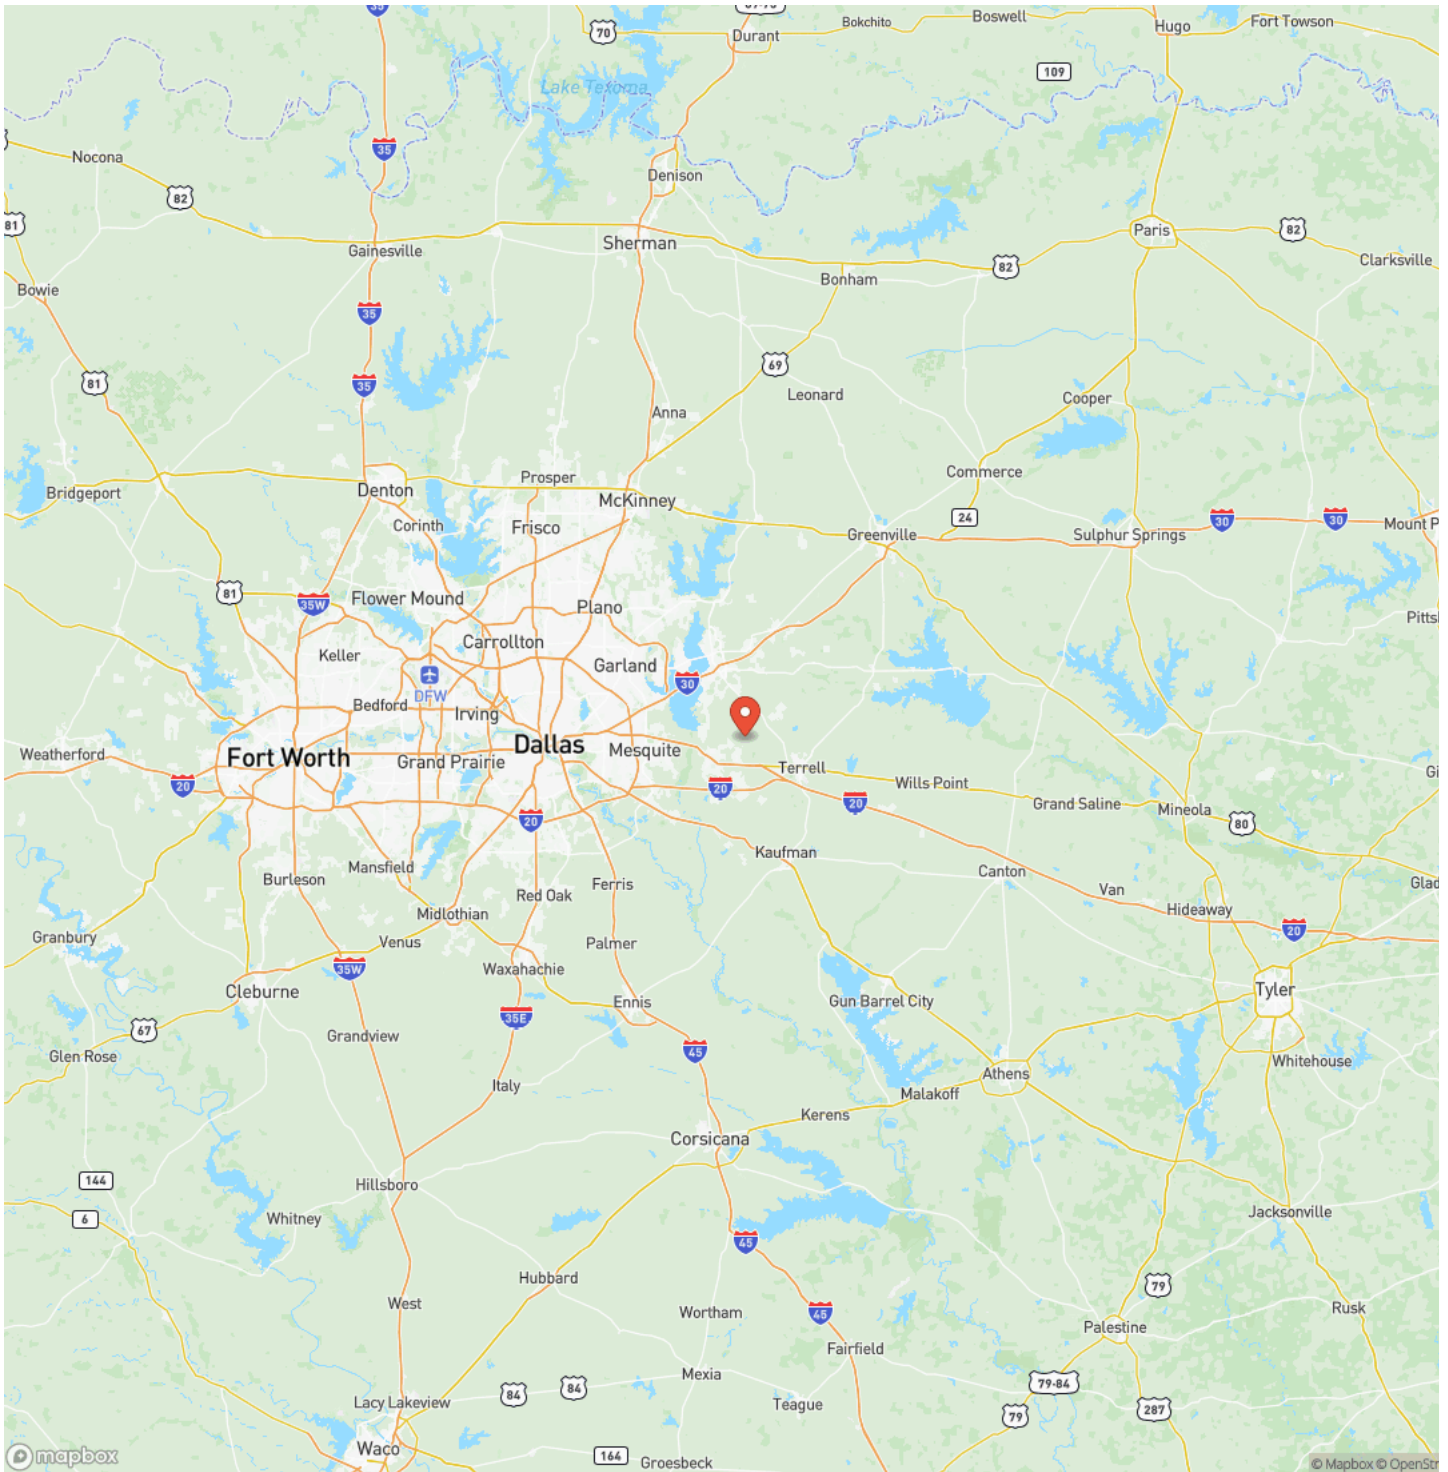 35
69-75
70
Durant
Bokchito
Boswell
Hugo
Fort Towson
Lake Texoma
109
Nocona
35
82
Denison
81
Gainesville
Sherman
Paris
82
82
Clarksville
Bonham
Bowie
35
81
35
69
Leonard
Anna
Cooper
Commerce
Bridgeport
Denton
Prosper
McKinney
Corinth
Frisco
24
Greenville
Sulphur Springs
30
30
Mount P
81
35W
Flower Mound
Plano
Pittsb
Keller
Carrollton
Garland
DFW
30
Bedford
Irving
Weatherford
Fort Worth
Grand Prairie
Dallas
Mesquite
Terrell
20
20
20
Wills Point
Grand Saline
Mineola
Gi
20
80
Mansfield
Kaufman
Burleson
Red Oak
Ferris
Canton
Van
Glad
Midlothian
Hideaway
Granbury
Venus
Palmer
20
35W
Waxahachie
Cleburne
Ennis
Gun Barrel City
Tyler
67
35E
Grandview
45
Glen Rose
Whitehouse
Italy
Athens
Malakoff
Kerens
Corsicana
144
Hillsboro
6
Whitney
Jacksonville
45
Hubbard
79
West
Wortham
45
Rusk
Palestine
Fairfield
Mexia
84
84
79-84
Lacy Lakeview
Teague
79
287
Waco
164
Groesbeck
mapbox
© Mapbox © OpenStr